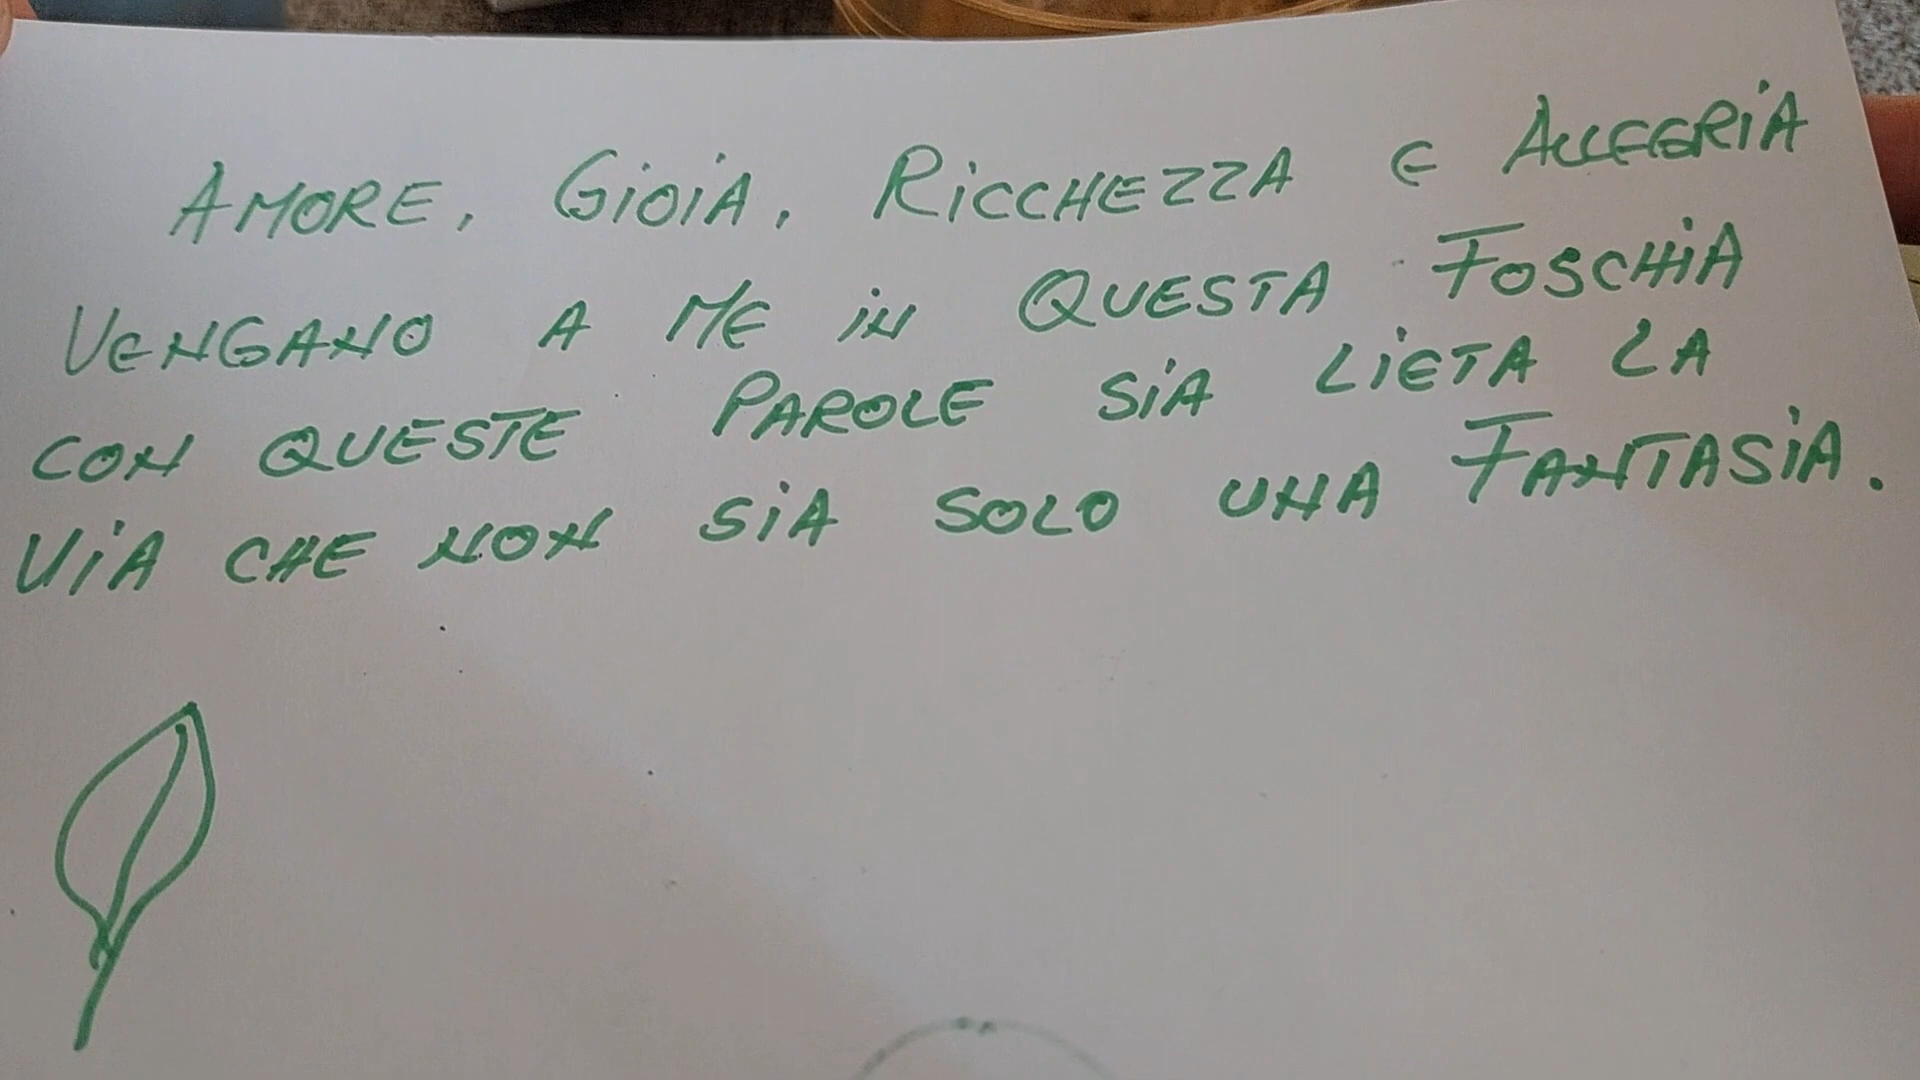 AMORE, GiOiA, RiCCHEZZA E ALLEGRiA
VENGANO A ME iN QUESTA FOSCHiA
CON QUESTE PAROLE SiA LiETA LA
ViA CHE NON SiA SOLO UNA FANTASiA.